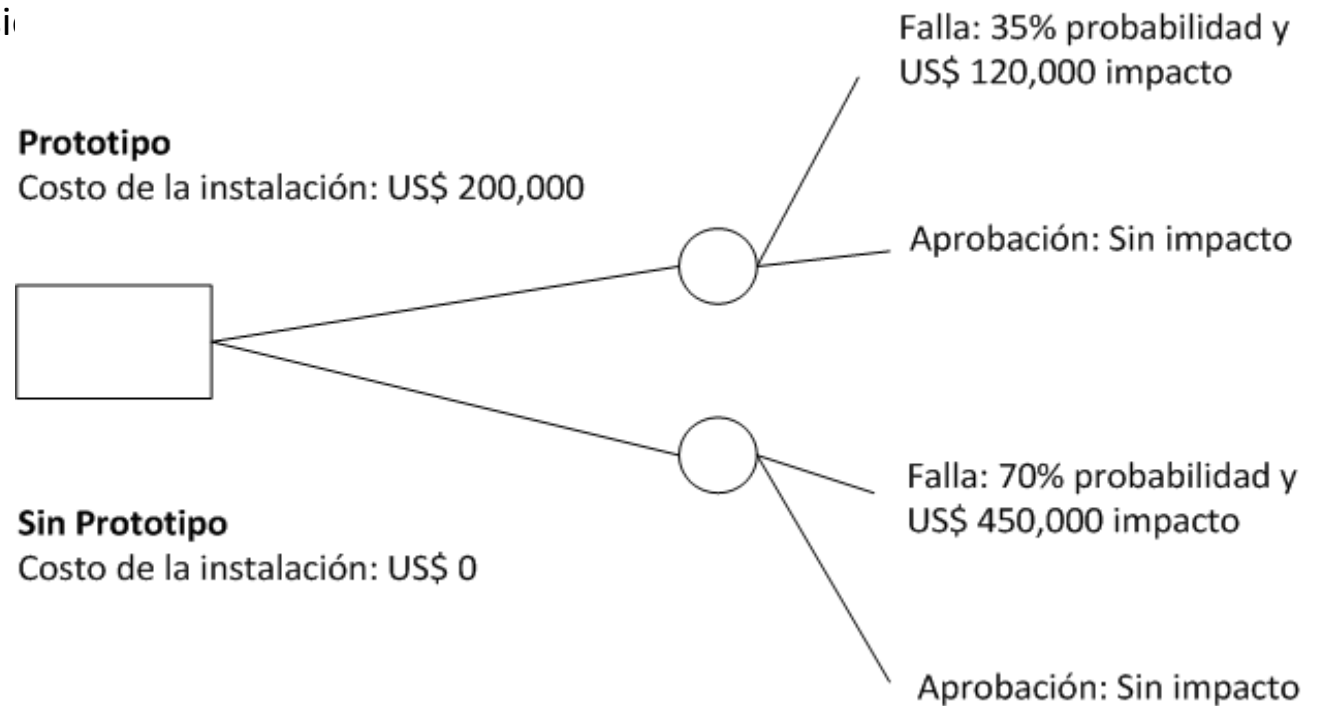 Falla: 35% probabilidad y
US$ 120,000 impacto
Prototipo
Costo de la instalación: US$ 200,000
Aprobación: Sin impacto
Falla: 70% probabilidad y
US$ 450,000 impacto
Sin Prototipo
Costo de la instalación: US$ 0
Aprobación: Sin impacto